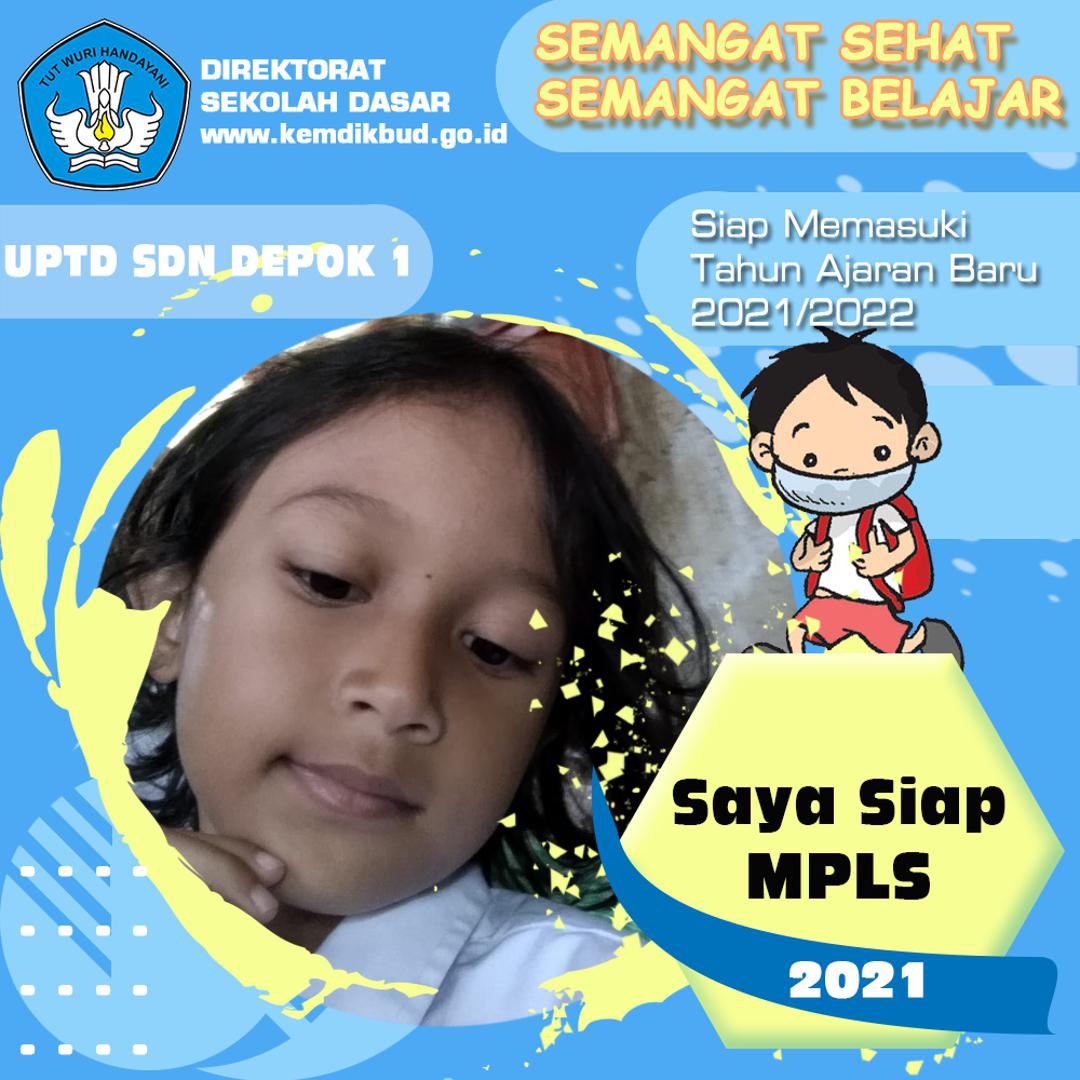 TUT WURI HANDAYANI
DIREKTORAT
SEKOLAH DASAR
www.kemdikbud.go.id
SEMANGAT SEHAT
SEMANGAT BELAJAR
UPTD SDN DEPOK 1
Siap Memasuki
Tahun Ajaran Baru
2021/2022
Saya Siap
MPLS
2021